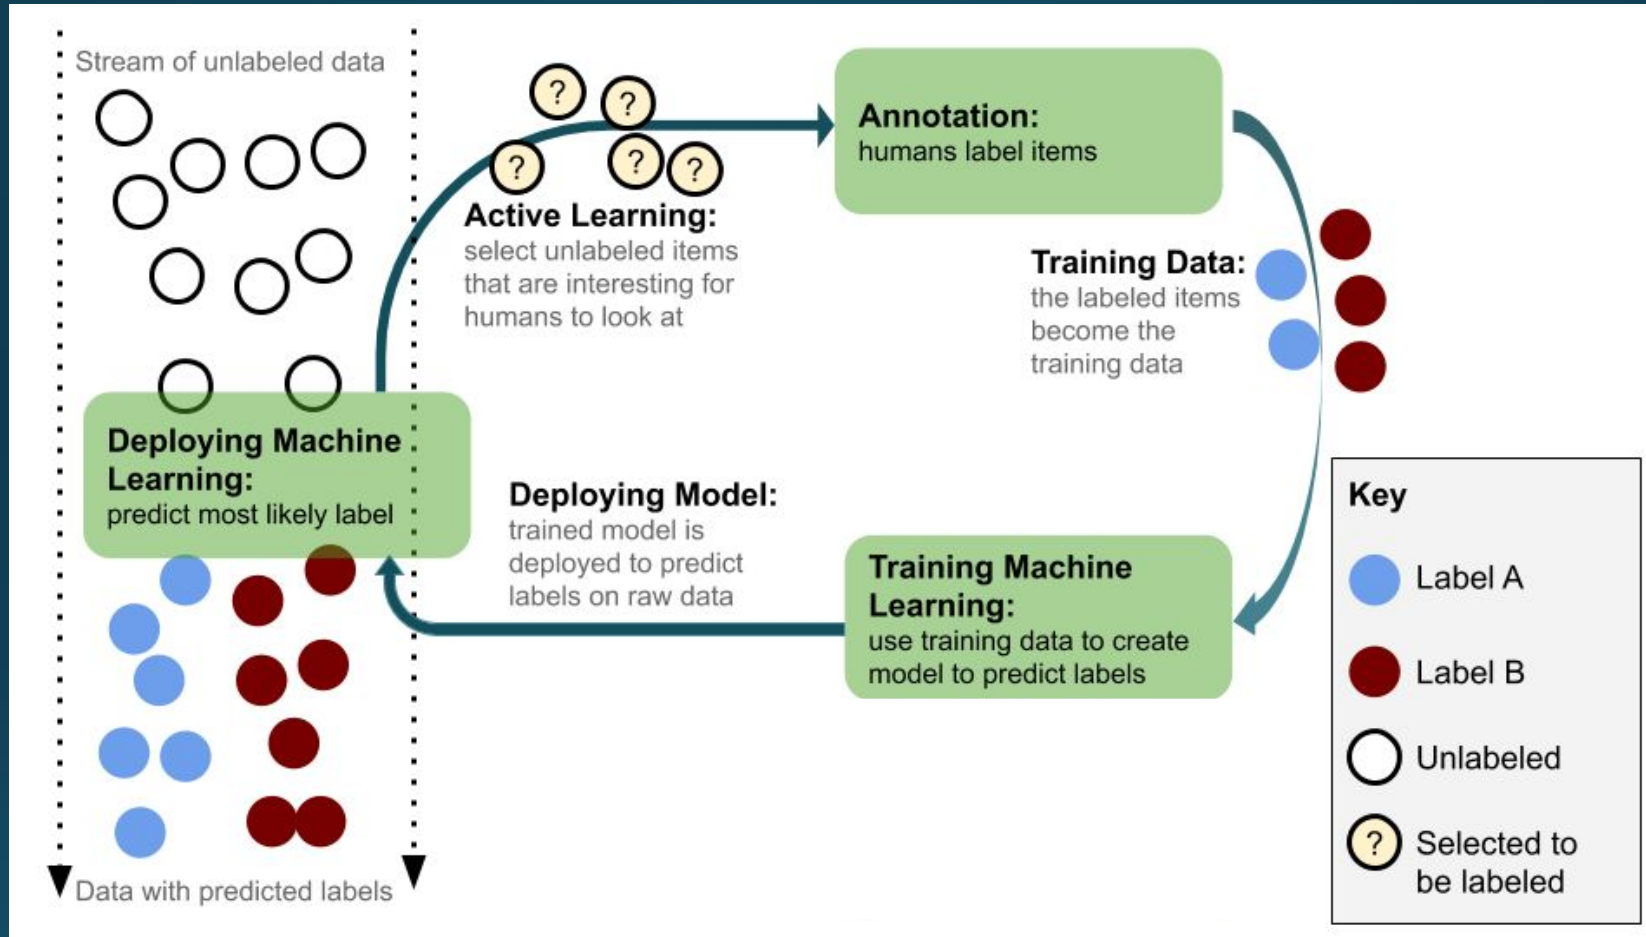 Stream of unlabeled data
?
?
?
?
?
Active Learning:
select unlabeled items
that are interesting for
humans to look at
Annotation:
humans label items
Training Data:
the labeled items
become the
training data
Deploying Machine
Learning:
predict most likely label
Deploying Model:
trained model is
deployed to predict
labels on raw data
Training Machine
Learning:
use training data to create
model to predict labels
Data with predicted labels
Key
Label A
Label B
Unlabeled
?
Selected to
be labeled